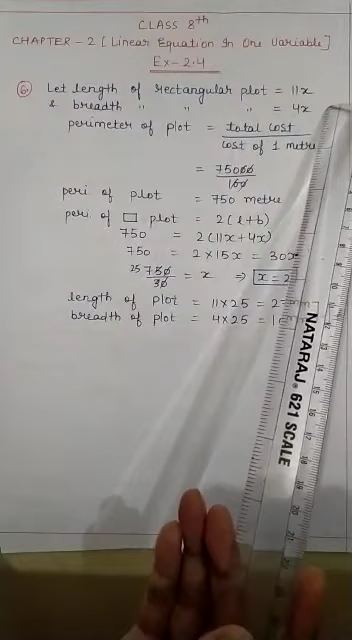 CLASS 8th
CHAPTER - 2 [Linear Equation In One Variable]
Ex - 2.4
6 Let length of rectangular plot = 11x
& breadth " " " = 4x
perimeter of plot = total cost
cost of 1 metre
= 75000
100
peri of plot = 750 metre
peri. of □ plot = 2(l+b)
750 = 2(11x+4x)
750 = 2×15x = 30x
25 750 = x ⇒ x = 2
30
length of plot = 11×25 = 2
breadth of plot = 4×25 = 1
NATARAJ® 621 SCALE